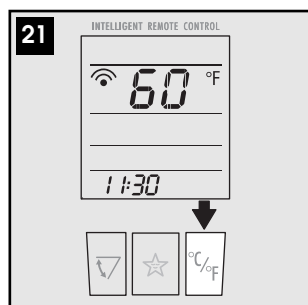 21
INTELLIGENT REMOTE CONTROL
60 °F
11:30
°C/°F